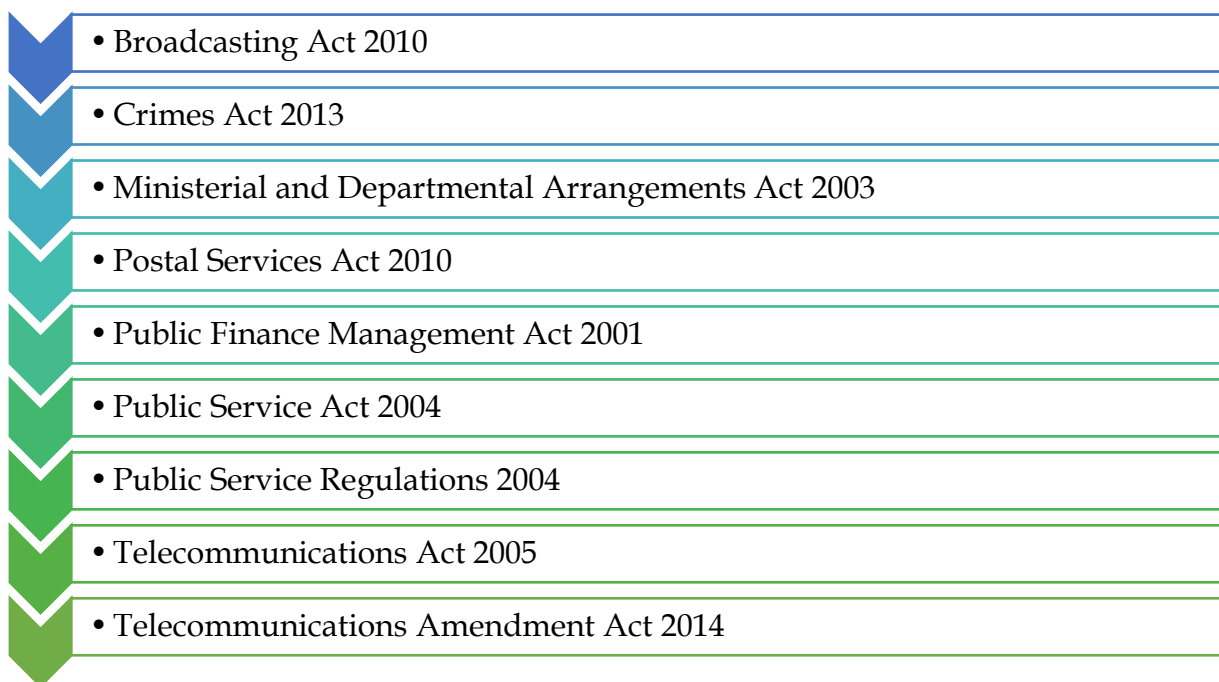 • Broadcasting Act 2010
• Crimes Act 2013
• Ministerial and Departmental Arrangements Act 2003
• Postal Services Act 2010
• Public Finance Management Act 2001
• Public Service Act 2004
• Public Service Regulations 2004
• Telecommunications Act 2005
• Telecommunications Amendment Act 2014